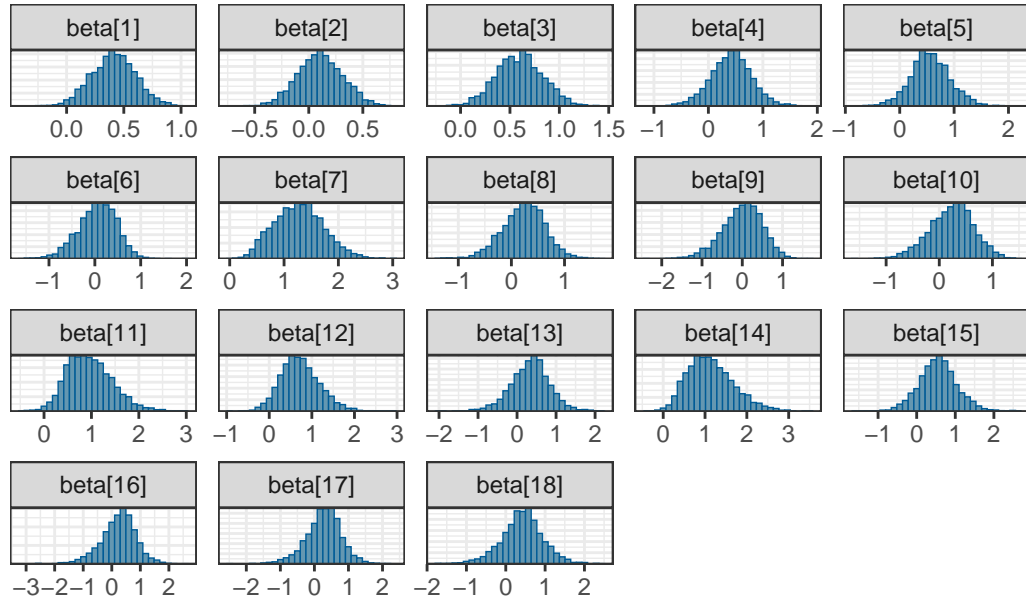 beta[1] beta[2] beta[3] beta[4] beta[5]
0.0 0.5 1.0 −0.5 0.0 0.5 0.0 0.5 1.0 1.5 −1 0 1 2 −1 0 1 2
beta[6] beta[7] beta[8] beta[9] beta[10]
−1 0 1 2 0 1 2 3 −1 0 1 −2 −1 0 1 −1 0 1
beta[11] beta[12] beta[13] beta[14] beta[15]
0 1 2 3 −1 0 1 2 3 −2 −1 0 1 2 0 1 2 3 −1 0 1 2
beta[16] beta[17] beta[18]
−3 −2 −1 0 1 2 −2 −1 0 1 2 −2 −1 0 1 2